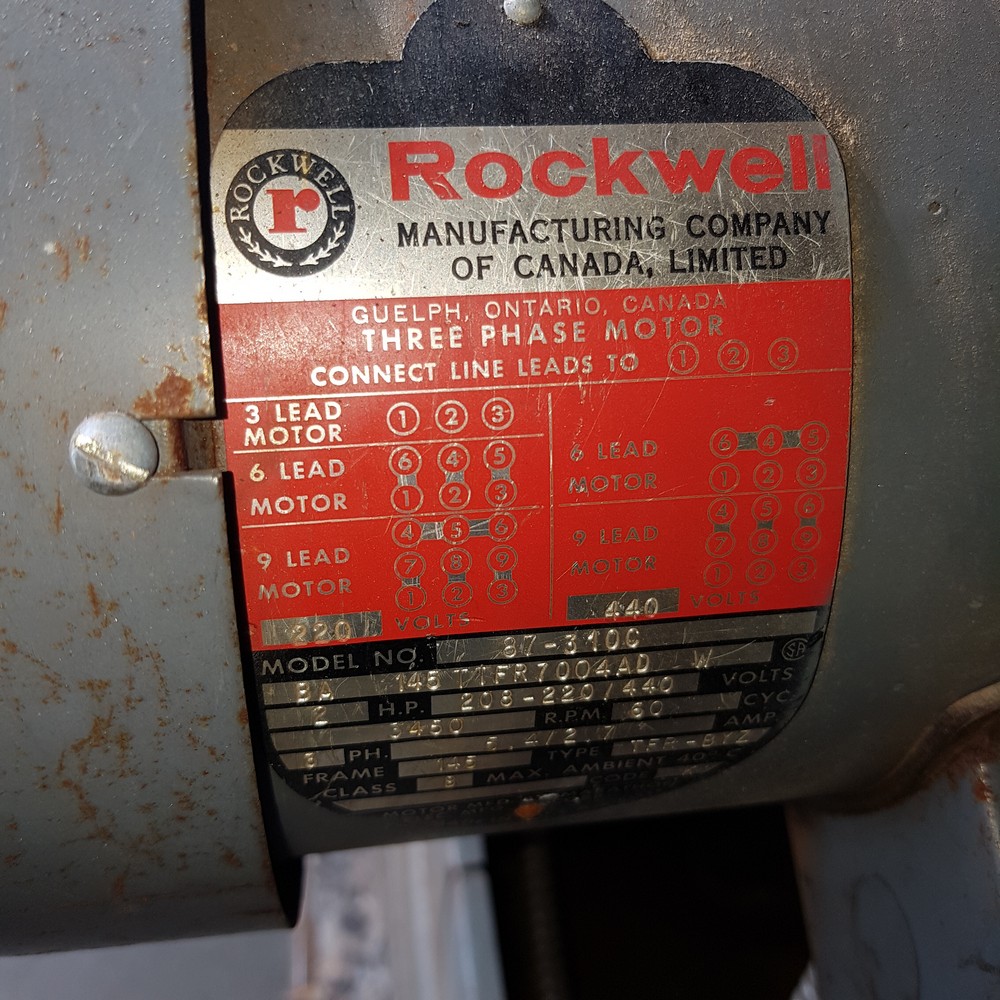 ROCKWELL
r
Rockwell
MANUFACTURING COMPANY
OF CANADA, LIMITED
GUELPH, ONTARIO, CANADA
THREE PHASE MOTOR
CONNECT LINE LEADS TO 1 2 3
3 LEAD MOTOR 1 2 3
6 LEAD MOTOR
6 4 5
1 2 3
9 LEAD MOTOR
4 5 6
7 8 9
1 2 3
220 VOLTS
6 LEAD MOTOR
6 4 5
1 2 3
9 LEAD MOTOR
4 5 6
7 8 9
1 2 3
440 VOLTS
MODEL NO. 87-310C
SA
BA 145 TTFR7004AD W
2 H.P. 208-220/440 VOLTS
3450 R.P.M. 60 CYC
3 PH. AMP.
FRAME 145 TYPE
CLASS B MAX. AMBIENT 40°C
CODE